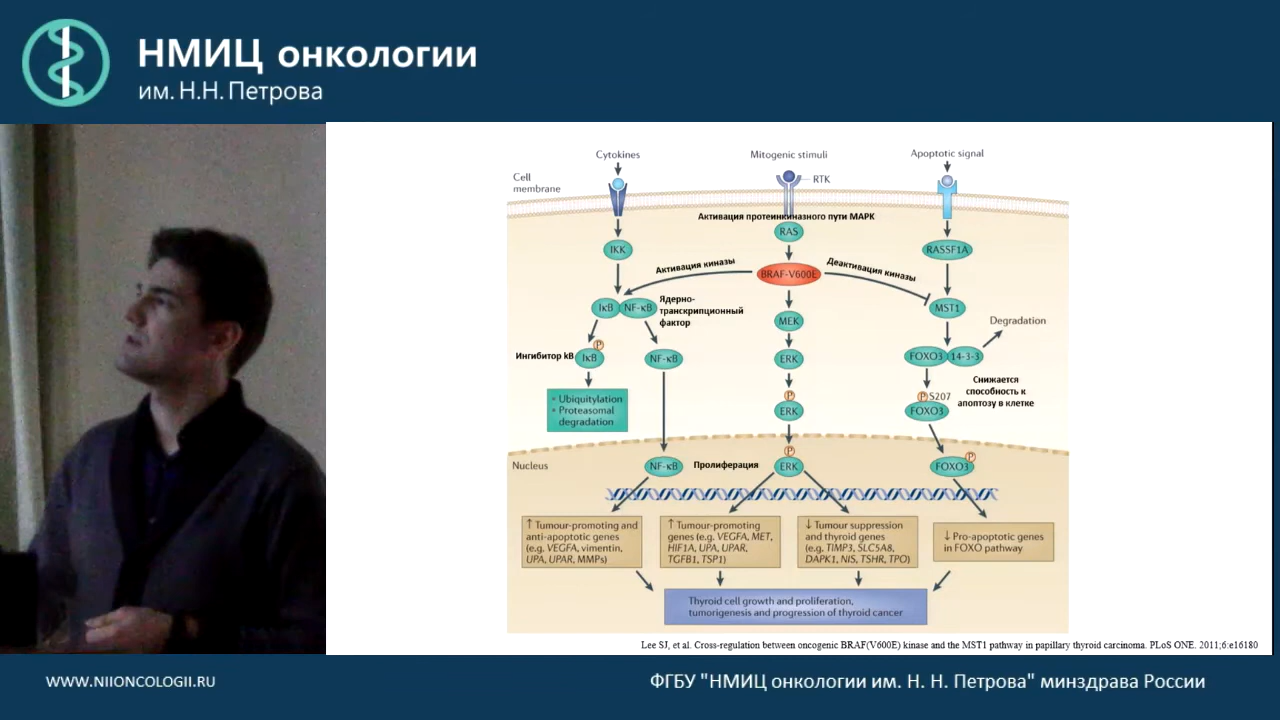 НМИЦ онкологии
им. Н.Н. Петрова
Cytokines
Mitogenic stimuli
Apoptotic signal
Cell
membrane
RTK
Активация протеинкиназного пути МАРК
RAS
IKK
RASSF1A
Активация киназы
BRAF-V600E
Деактивация киназы
IκB
NF-κB
Ядерно-
транскрипционный
фактор
MEK
MST1
Degradation
Ингибитор kB
P
IκB
NF-κB
ERK
FOXO3
14-3-3
Снижается
способность к
апоптозу в клетке
• Ubiquitylation
• Proteasomal
degradation
P
ERK
P S207
FOXO3
Nucleus
NF-κB
Пролиферация
P
ERK
P
FOXO3
↑ Tumour-promoting and
anti-apoptotic genes
(e.g. VEGFA, vimentin,
UPA, UPAR, MMPs)
↑ Tumour-promoting
genes (e.g. VEGFA, MET,
HIF1A, UPA, UPAR,
TGFB1, TSP1)
↓ Tumour suppression
and thyroid genes
(e.g. TIMP3, SLC5A8,
DAPK1, NIS, TSHR, TPO)
↓ Pro-apoptotic genes
in FOXO pathway
Thyroid cell growth and proliferation,
tumorigenesis and progression of thyroid cancer
Lee SJ, et al. Cross-regulation between oncogenic BRAF(V600E) kinase and the MST1 pathway in papillary thyroid carcinoma. PLoS ONE. 2011;6:e16180
WWW.NIIONCOLOGII.RU
ФГБУ "НМИЦ онкологии им. Н. Н. Петрова" минздрава России